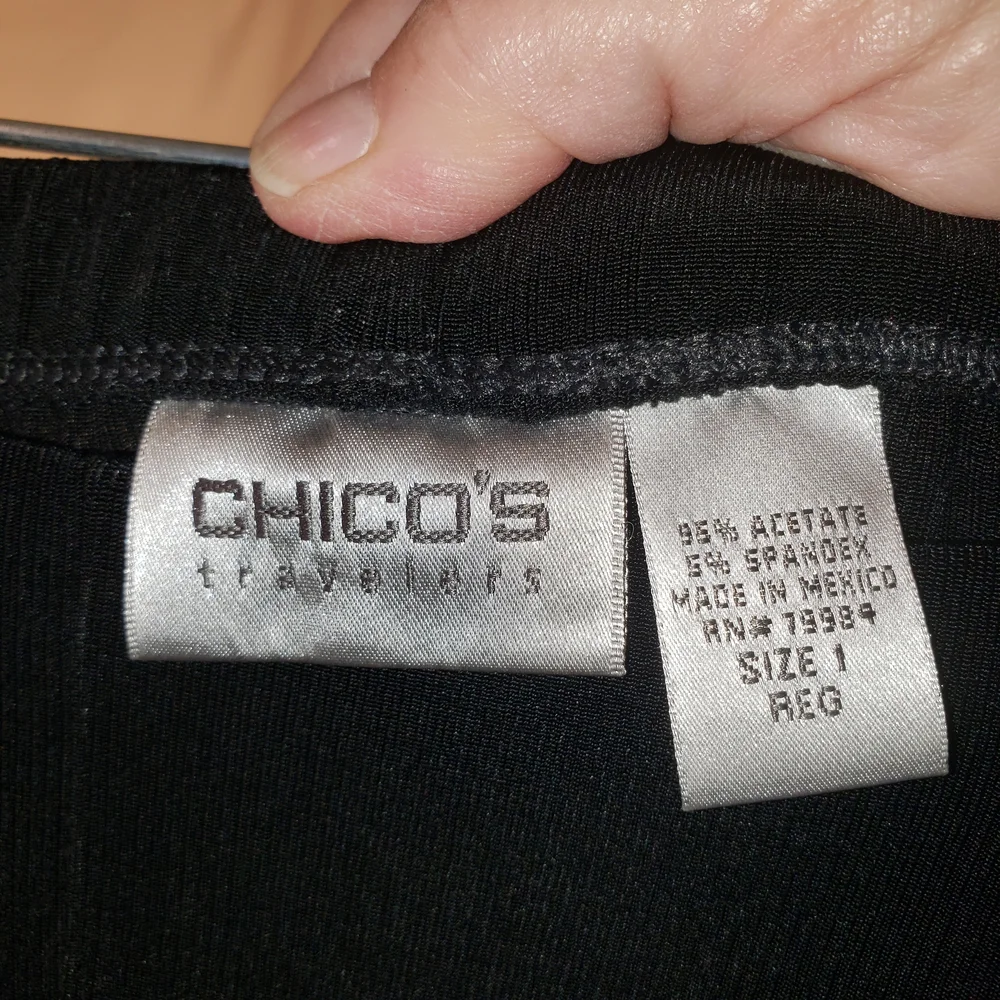 CHICO'S
travelers
95% ACETATE
5% SPANDEX
MADE IN MEXICO
RN# 79984
SIZE 1
REG